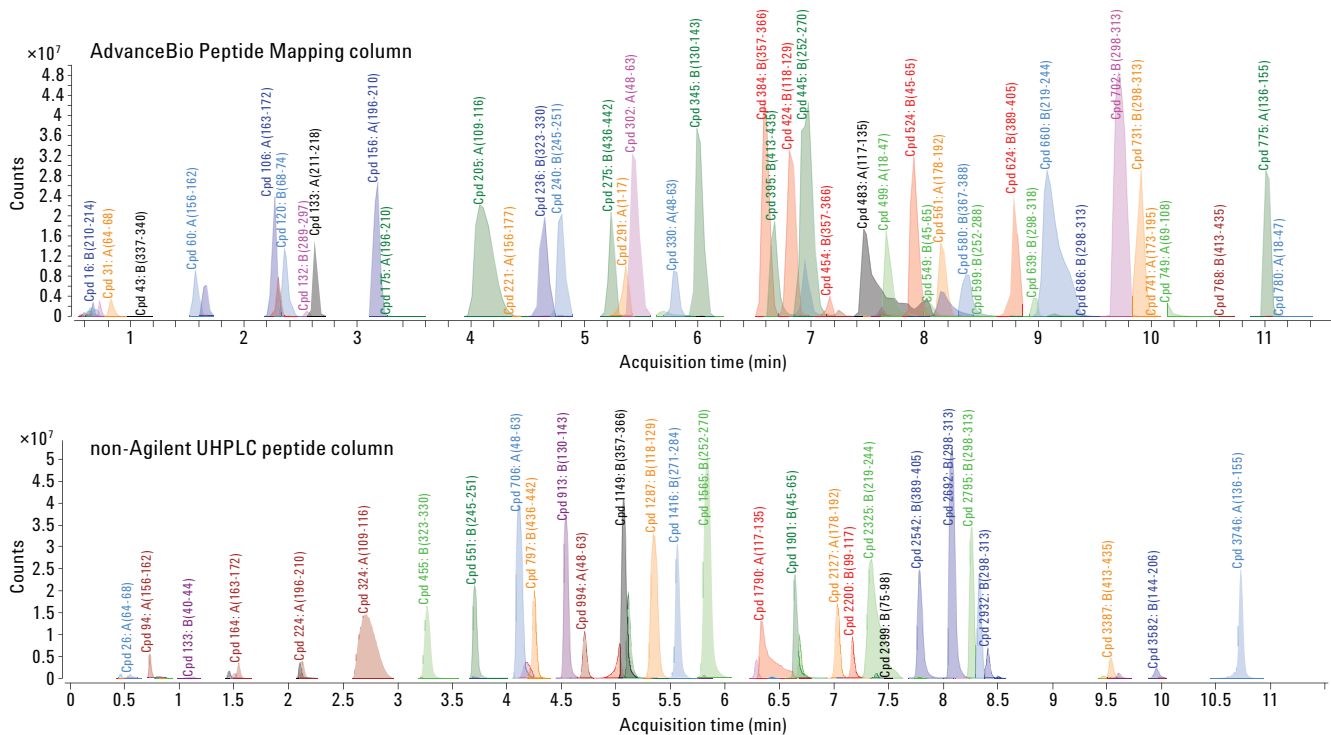 AdvanceBio Peptide Mapping column
×10⁷
Counts
4.8
4.4
4.0
3.6
3.2
2.8
2.4
2.0
1.6
1.2
0.8
0.4
0
Cpd 16: B(210-214)
Cpd 31: A(64-68)
Cpd 43: B(337-340)
Cpd 60: A(156-162)
Cpd 106: A(163-172)
Cpd 120: B(68-74)
Cpd 132: B(289-297)
Cpd 133: A(211-218)
Cpd 156: A(196-210)
Cpd 175: A(196-210)
Cpd 205: A(109-116)
Cpd 221: A(156-177)
Cpd 236: B(323-330)
Cpd 240: B(245-251)
Cpd 275: B(436-442)
Cpd 291: A(1-17)
Cpd 302: A(48-63)
Cpd 330: A(48-63)
Cpd 345: B(130-143)
Cpd 384: B(357-366)
Cpd 395: B(413-435)
Cpd 424: B(118-129)
Cpd 445: B(252-270)
Cpd 454: B(357-366)
Cpd 483: A(117-135)
Cpd 499: A(18-47)
Cpd 524: B(45-65)
Cpd 549: B(45-65)
Cpd 561: A(178-192)
Cpd 580: B(367-388)
Cpd 599: B(252-288)
Cpd 624: B(389-405)
Cpd 639: B(298-318)
Cpd 660: B(219-244)
Cpd 686: B(298-313)
Cpd 702: B(298-313)
Cpd 731: B(298-313)
Cpd 741: A(173-195)
Cpd 749: A(69-108)
Cpd 768: B(413-435)
Cpd 775: A(136-155)
Cpd 780: A(18-47)
1 2 3 4 5 6 7 8 9 10 11
Acquisition time (min)
non-Agilent UHPLC peptide column
×10⁷
Counts
5
4.5
4
3.5
3
2.5
2
1.5
1
0.5
0
Cpd 26: A(64-68)
Cpd 94: A(156-162)
Cpd 133: B(40-44)
Cpd 164: A(163-172)
Cpd 224: A(196-210)
Cpd 324: A(109-116)
Cpd 455: B(323-330)
Cpd 551: B(245-251)
Cpd 706: A(48-63)
Cpd 797: B(436-442)
Cpd 913: B(130-143)
Cpd 994: A(48-63)
Cpd 1149: B(357-366)
Cpd 1287: B(118-129)
Cpd 1416: B(271-284)
Cpd 1565: B(252-270)
Cpd 1790: A(117-135)
Cpd 1901: B(45-65)
Cpd 2127: A(178-192)
Cpd 2200: B(99-117)
Cpd 2325: B(219-244)
Cpd 2399: B(75-98)
Cpd 2542: B(389-405)
Cpd 2692: B(298-313)
Cpd 2795: B(298-313)
Cpd 2932: B(298-313)
Cpd 3387: B(413-435)
Cpd 3582: B(144-206)
Cpd 3746: A(136-155)
0 0.5 1 1.5 2 2.5 3 3.5 4 4.5 5 5.5 6 6.5 7 7.5 8 8.5 9 9.5 10 10.5 11
Acquisition time (min)